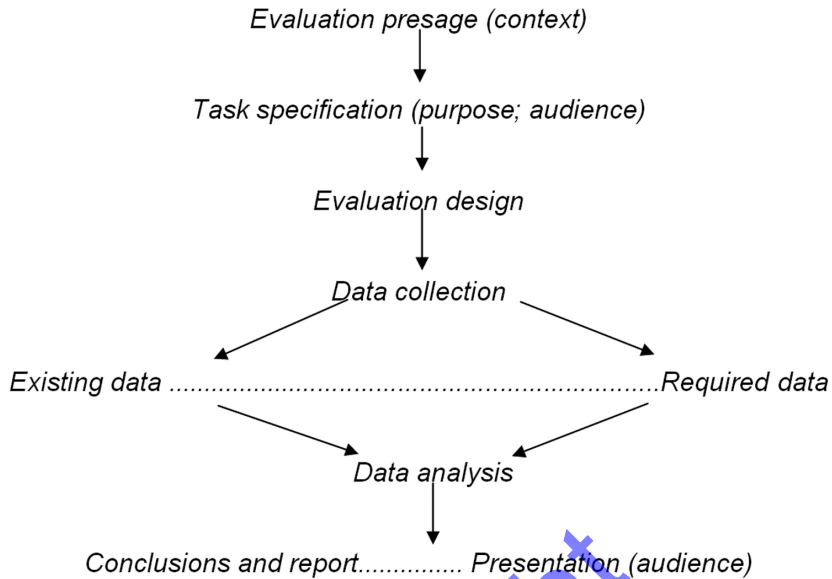 Evaluation presage (context)
Task specification (purpose; audience)
Evaluation design
Data collection
Existing data ......................................................................Required data
Data analysis
Conclusions and report............... Presentation (audience)